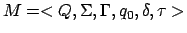 M =< Q, Σ, Γ, q₀, δ, τ >